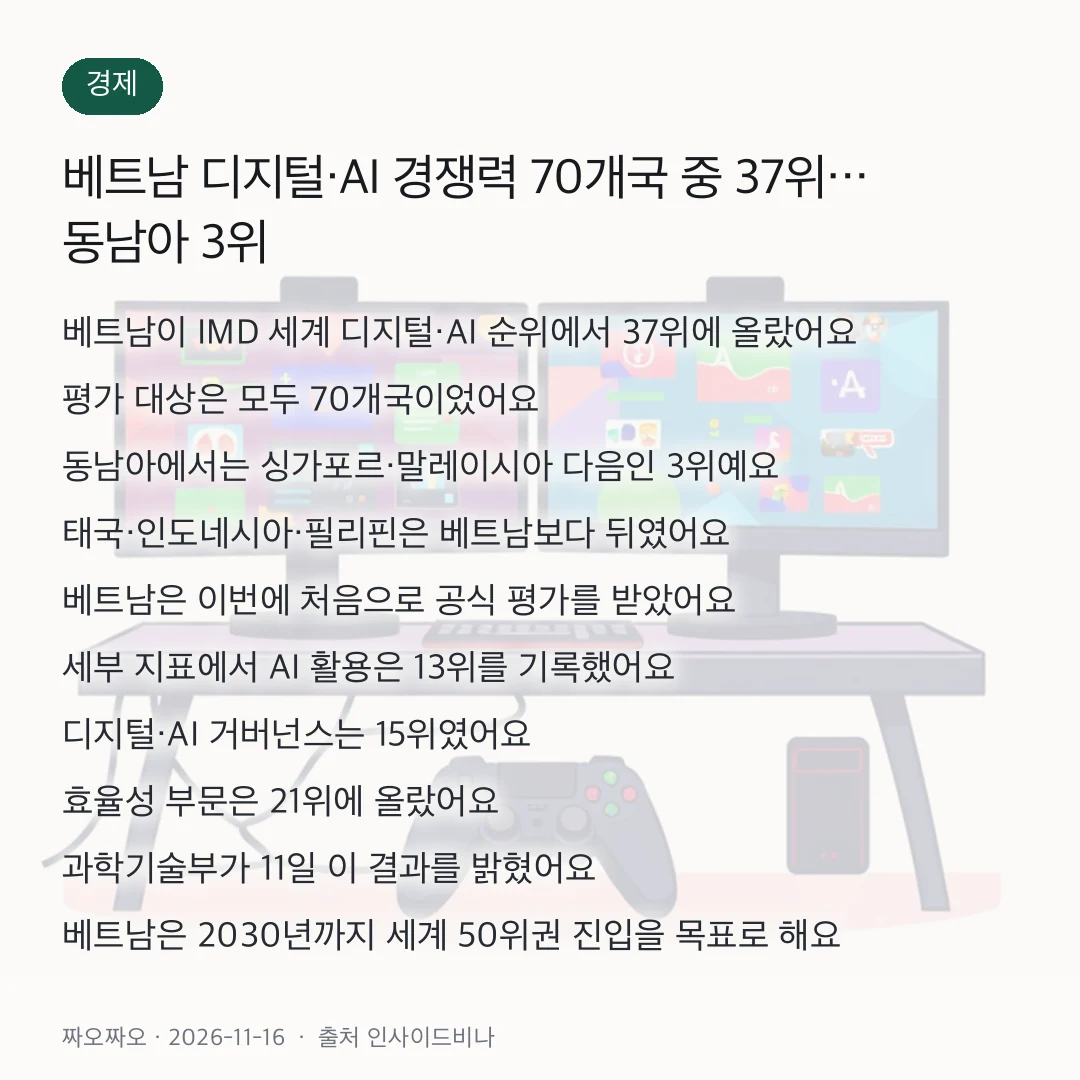 경제
베트남 디지털·AI 경쟁력 70개국 중 37위…
동남아 3위
베트남이 IMD 세계 디지털·AI 순위에서 37위에 올랐어요
평가 대상은 모두 70개국이었어요
동남아에서는 싱가포르·말레이시아 다음인 3위예요
태국·인도네시아·필리핀은 베트남보다 뒤였어요
베트남은 이번에 처음으로 공식 평가를 받았어요
세부 지표에서 AI 활용은 13위를 기록했어요
디지털·AI 거버넌스는 15위였어요
효율성 부문은 21위에 올랐어요
과학기술부가 11일 이 결과를 밝혔어요
베트남은 2030년까지 세계 50위권 진입을 목표로 해요
짜오짜오 · 2026-11-16 · 출처 인사이드비나